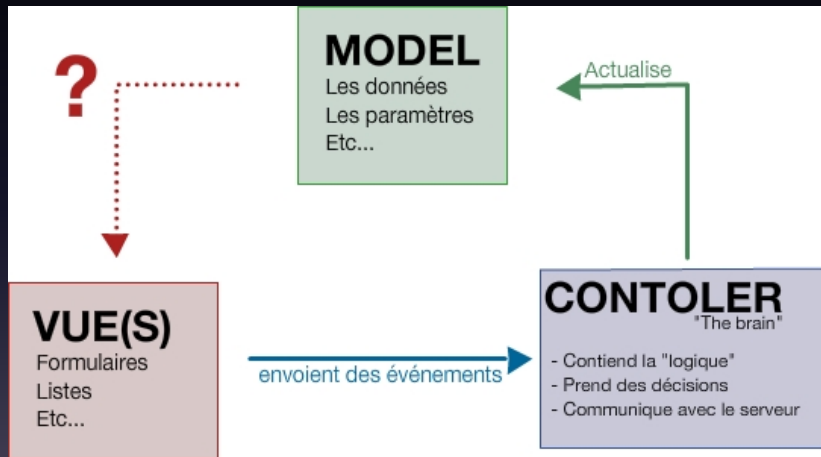 MODEL
Les données
Les paramètres
Etc...
?
Actualise
VUE(S)
Formulaires
Listes
Etc...
envoient des événements
CONTOLER
"The brain"
- Contiend la "logique"
- Prend des décisions
- Communique avec le serveur